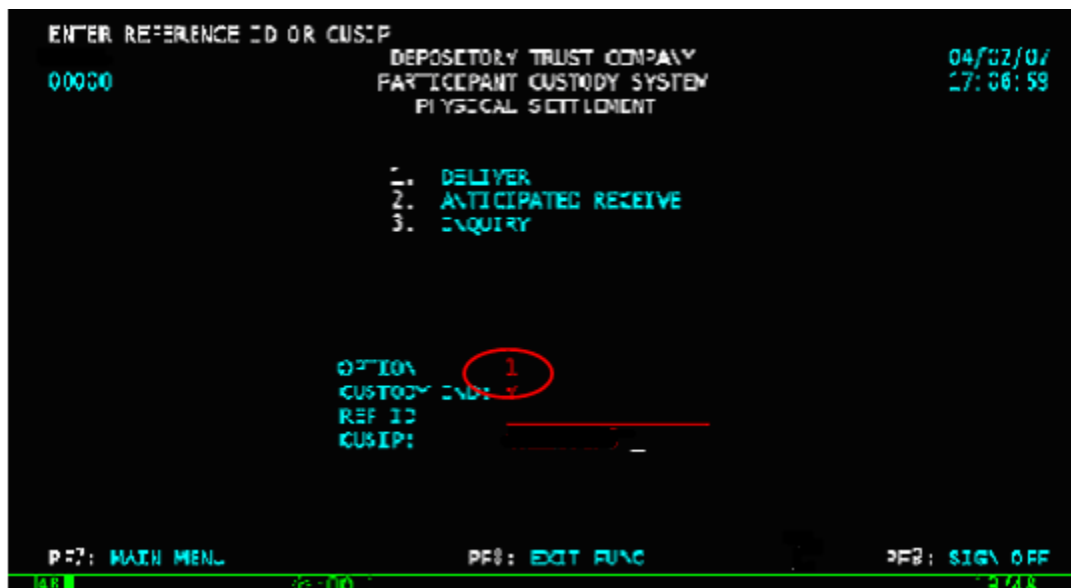 ENTER REFERENCE ID OR CUSIP
DEPOSITORY TRUST COMPANY 04/02/07
00000 PARTICIPANT CUSTODY SYSTEM 17:06:59
PHYSICAL SETTLEMENT
1. DELIVER
2. ANTICIPATED RECEIVE
3. INQUIRY
OPTION 1
CUSTODY IND: Y
REF ID
CUSIP:
MAIN MENU PF8: EXIT FUNC SIGN OFF